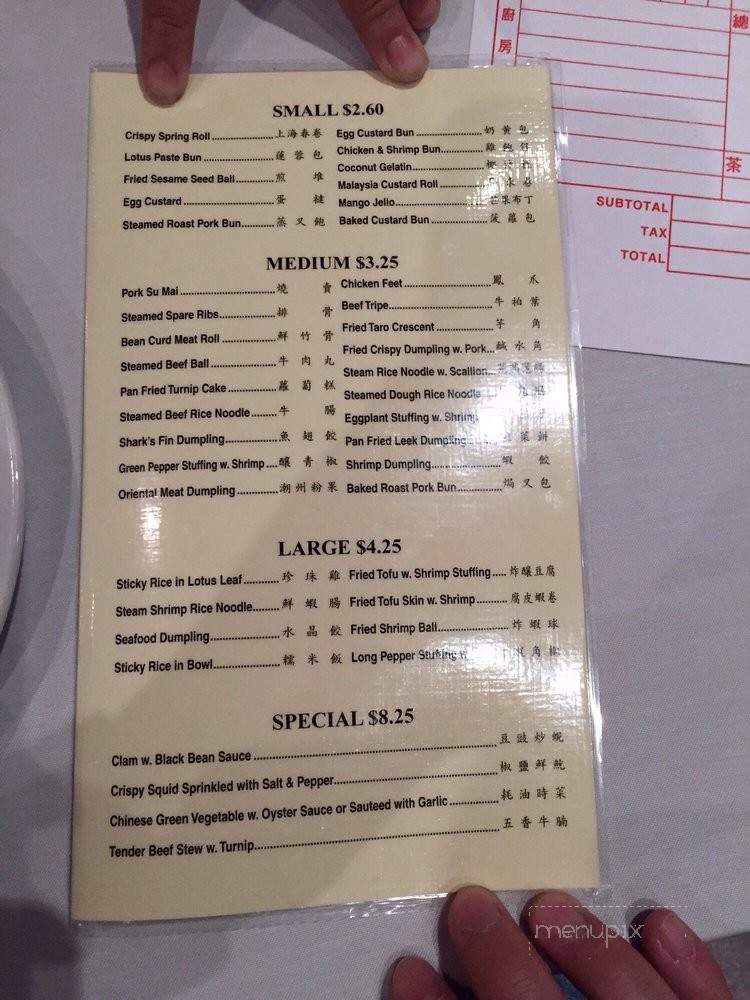 SMALL $2.60
Crispy Spring Roll 上海春卷
Lotus Paste Bun 蓮蓉包
Fried Sesame Seed Ball 煎堆
Egg Custard 蛋撻
Steamed Roast Pork Bun 蒸叉飽
Egg Custard Bun 奶黃包
Chicken & Shrimp Bun
Coconut Gelatin
Malaysia Custard Roll
Mango Jello 芒果布丁
Baked Custard Bun 菠蘿包
MEDIUM $3.25
Pork Su Mai 燒賣
Steamed Spare Ribs 排骨
Bean Curd Meat Roll 鮮竹骨
Steamed Beef Ball 牛肉丸
Pan Fried Turnip Cake 蘿蔔糕
Steamed Beef Rice Noodle 牛腸
Shark's Fin Dumpling 魚翅餃
Green Pepper Stuffing w. Shrimp 釀青椒
Oriental Meat Dumpling 潮州粉果
Chicken Feet 鳳爪
Beef Tripe 牛柏葉
Fried Taro Crescent 芋角
Fried Crispy Dumpling w. Pork 鹹水角
Steam Rice Noodle w. Scallion
Steamed Dough Rice Noodle
Eggplant Stuffing w. Shrimp
Pan Fried Leek Dumpling 菜餅
Shrimp Dumpling 蝦餃
Baked Roast Pork Bun 焗叉包
LARGE $4.25
Sticky Rice in Lotus Leaf 珍珠雞
Steam Shrimp Rice Noodle 鮮蝦腸
Seafood Dumpling 水晶餃
Sticky Rice in Bowl 糯米飯
Fried Tofu w. Shrimp Stuffing 炸釀豆腐
Fried Tofu Skin w. Shrimp 腐皮蝦卷
Fried Shrimp Ball 炸蝦球
Long Pepper Stuffing w. 角椒
SPECIAL $8.25
Clam w. Black Bean Sauce 豆豉炒蜆
Crispy Squid Sprinkled with Salt & Pepper 椒鹽鮮魷
Chinese Green Vegetable w. Oyster Sauce or Sauteed with Garlic 耗油時菜
Tender Beef Stew w. Turnip 五香牛腩
廚房
總
茶
SUBTOTAL
TAX
TOTAL
menupix